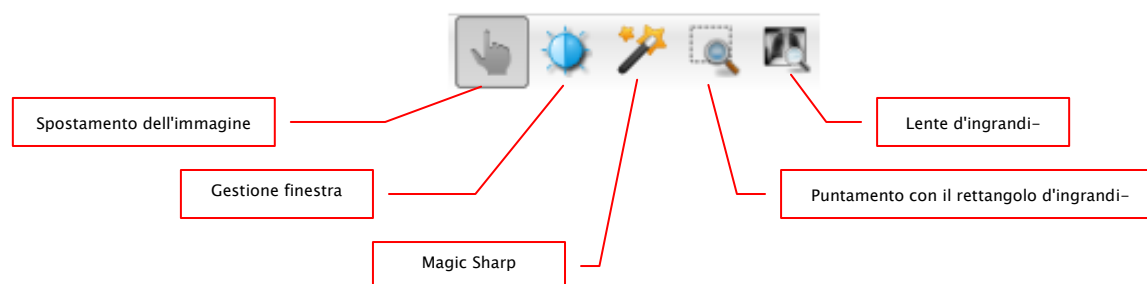 Spostamento dell'immagine
Lente d'ingrandi-
Gestione finestra
Puntamento con il rettangolo d'ingrandi-
Magic Sharp